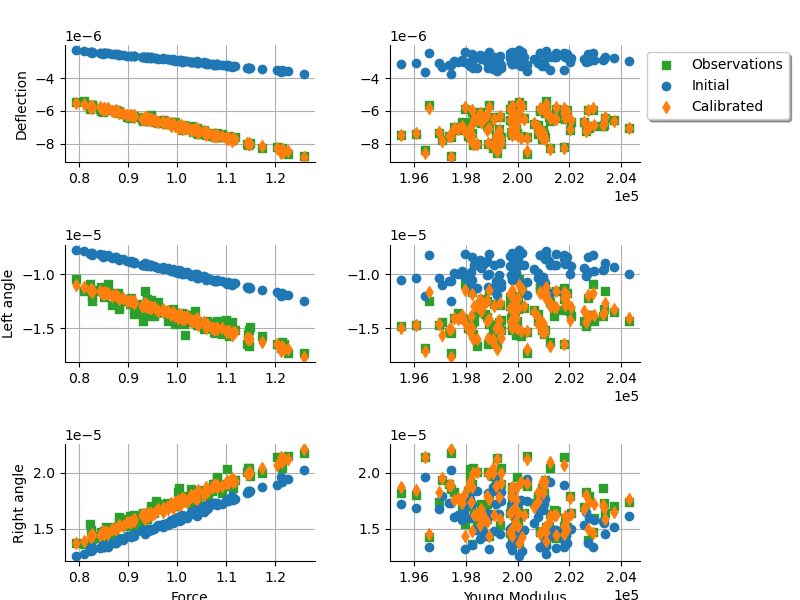 1e−6
1e−6
Deflection
−4
−6
−8
−4
−6
−8
0.8 0.9 1.0 1.1 1.2
1.96 1.98 2.00 2.02 2.04
1e5
Observations
Initial
Calibrated
1e−5
1e−5
Left angle
−1.0
−1.5
−1.0
−1.5
0.8 0.9 1.0 1.1 1.2
1.96 1.98 2.00 2.02 2.04
1e5
1e−5
1e−5
Right angle
2.0
1.5
2.0
1.5
0.8 0.9 1.0 1.1 1.2
1.96 1.98 2.00 2.02 2.04
1e5
Force
Young Modulus